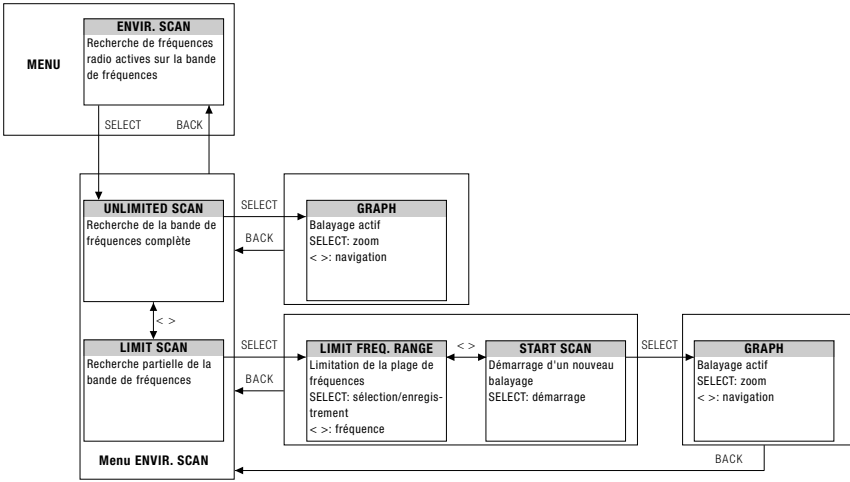 ENVIR. SCAN
Recherche de fréquences
radio actives sur la bande
de fréquences
MENU
SELECT
BACK
UNLIMITED SCAN
Recherche de la bande de
fréquences complète
SELECT
BACK
GRAPH
Balayage actif
SELECT: zoom
< >: navigation
< >
LIMIT SCAN
Recherche partielle de la
bande de fréquences
SELECT
BACK
LIMIT FREQ. RANGE
Limitation de la plage de
fréquences
SELECT: sélection/enregis-
trement
< >: fréquence
< >
START SCAN
Démarrage d'un nouveau
balayage
SELECT: démarrage
SELECT
GRAPH
Balayage actif
SELECT: zoom
< >: navigation
Menu ENVIR. SCAN
BACK